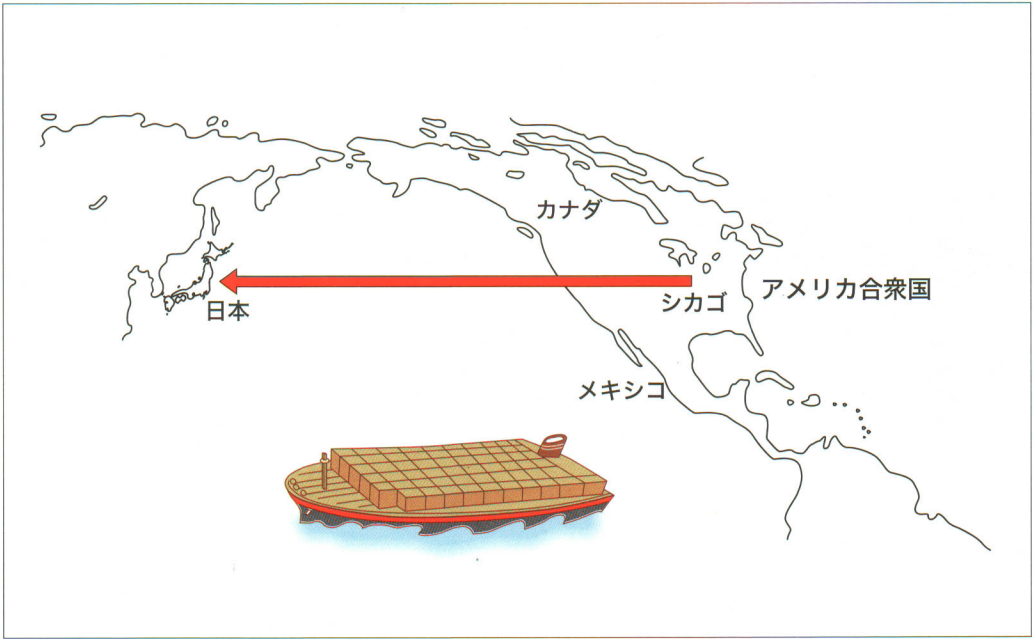 カナダ
アメリカ合衆国
シカゴ
日本
メキシコ